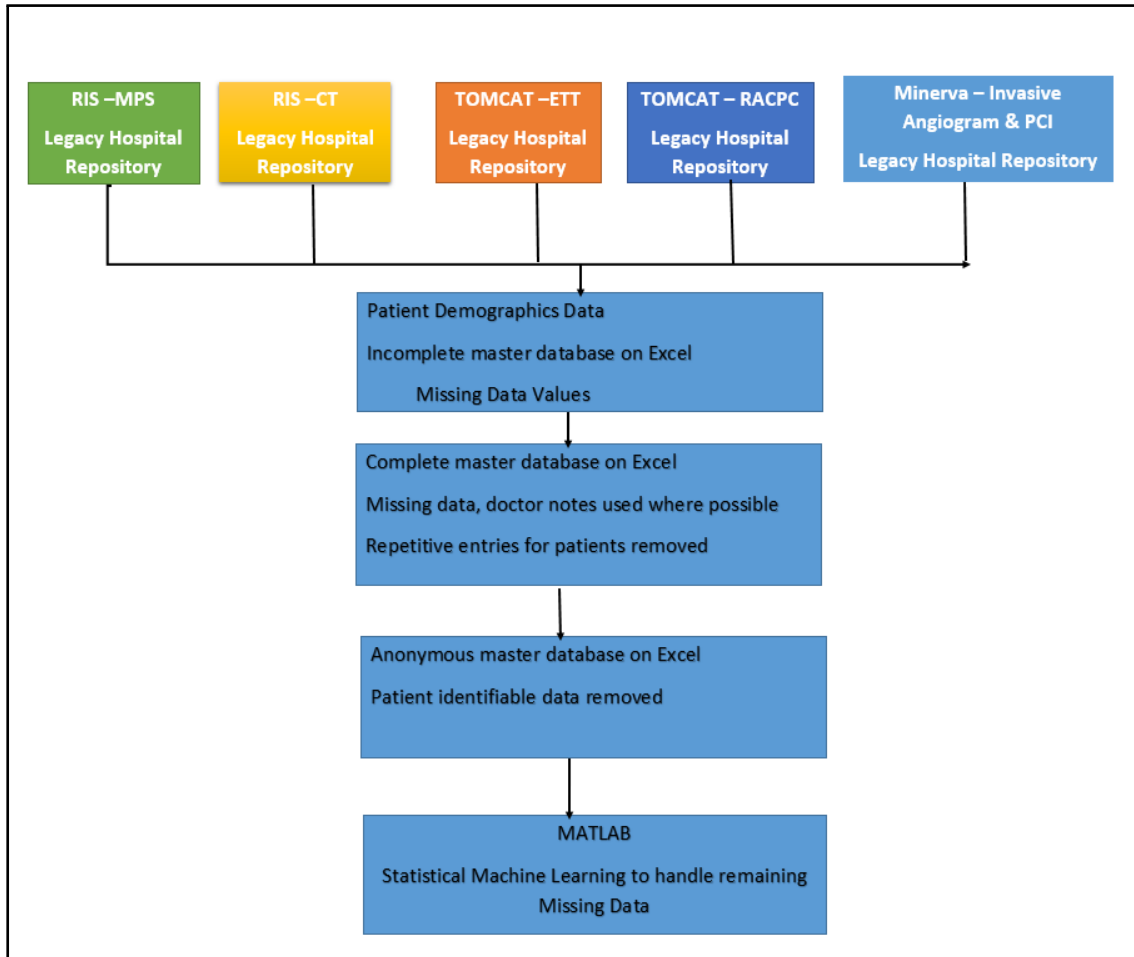 RIS –MPS
Legacy Hospital
Repository
RIS –CT
Legacy Hospital
Repository
TOMCAT –ETT
Legacy Hospital
Repository
TOMCAT – RACPC
Legacy Hospital
Repository
Minerva – Invasive
Angiogram & PCI
Legacy Hospital Repository
Patient Demographics Data
Incomplete master database on Excel
Missing Data Values
Complete master database on Excel
Missing data, doctor notes used where possible
Repetitive entries for patients removed
Anonymous master database on Excel
Patient identifiable data removed
MATLAB
Statistical Machine Learning to handle remaining
Missing Data